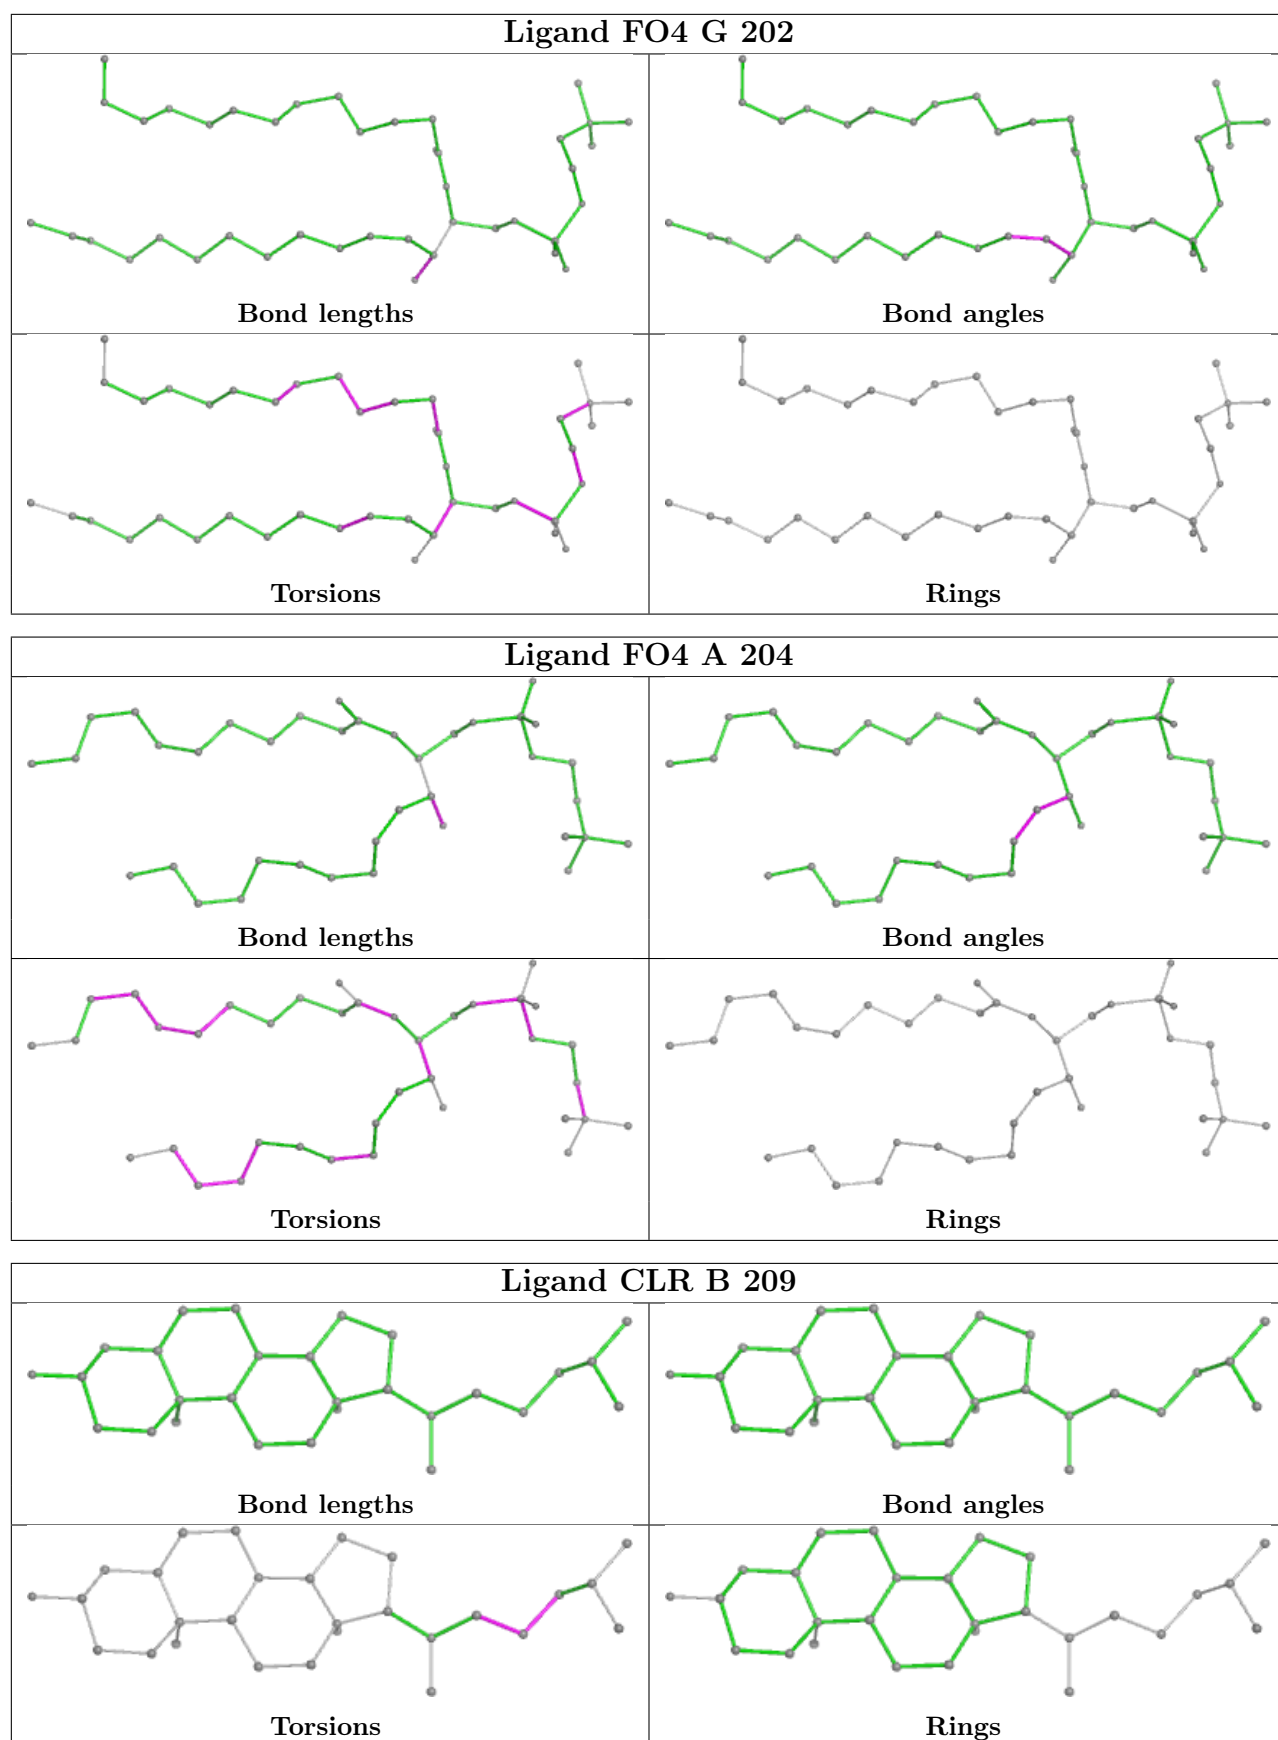 Ligand FO4 G 202
Bond lengths
Bond angles
Torsions
Rings
Ligand FO4 A 204
Bond lengths
Bond angles
Torsions
Rings
Ligand CLR B 209
Bond lengths
Bond angles
Torsions
Rings